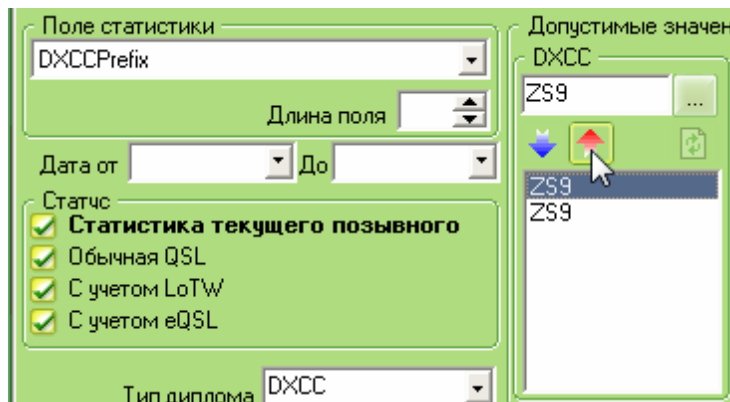 Поле статистики
DXCCPrefix
Длина поля
Дата от
До
Статус
Статистика текущего позывного
Обычная QSL
С учетом LoTW
С учетом eQSL
Тип диплома
DXCC
Допустимые значен
DXCC
ZS9
...
ZS9
ZS9